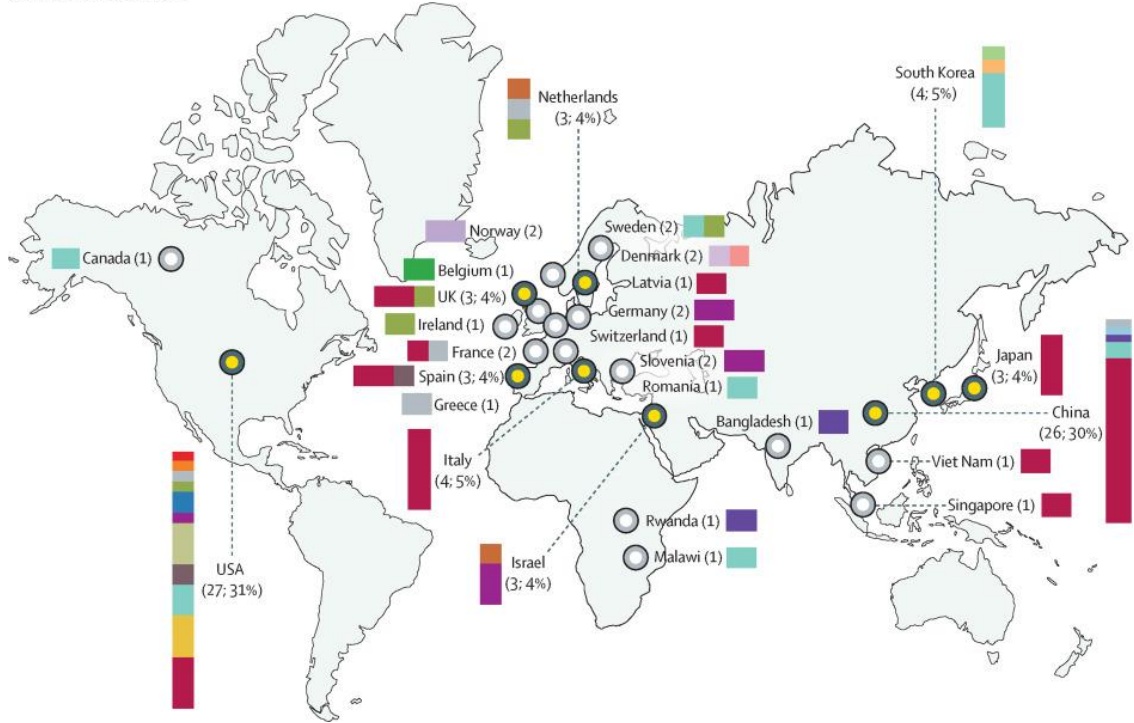 Netherlands
(3; 4%)
South Korea
(4; 5%)
Norway (2)
Sweden (2)
Canada (1)
Denmark (2)
Belgium (1)
Latvia (1)
UK (3; 4%)
Germany (2)
Ireland (1)
Switzerland (1)
France (2)
Slovenia (2)
Japan
(3; 4%)
Spain (3; 4%)
Romania (1)
Greece (1)
Bangladesh (1)
China
(26; 30%)
Italy
(4; 5%)
Viet Nam (1)
Singapore (1)
Rwanda (1)
USA
(27; 31%)
Israel
(3; 4%)
Malawi (1)